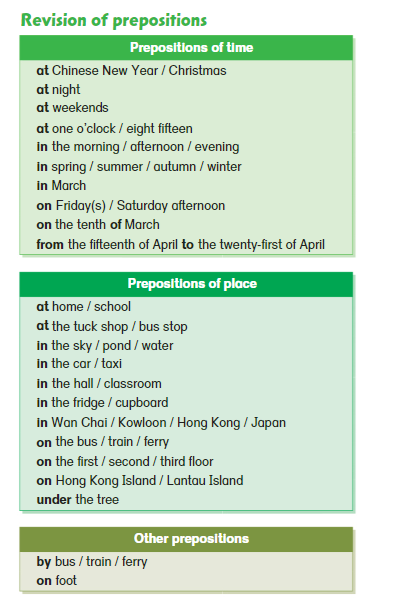 Revision of prepositions
Prepositions of time
at Chinese New Year / Christmas
at night
at weekends
at one o'clock / eight fifteen
in the morning / afternoon / evening
in spring / summer / autumn / winter
in March
on Friday(s) / Saturday afternoon
on the tenth of March
from the fifteenth of April to the twenty-first of April
Prepositions of place
at home / school
at the tuck shop / bus stop
in the sky / pond / water
in the car / taxi
in the hall / classroom
in the fridge / cupboard
in Wan Chai / Kowloon / Hong Kong / Japan
on the bus / train / ferry
on the first / second / third floor
on Hong Kong Island / Lantau Island
under the tree
Other prepositions
by bus / train / ferry
on foot